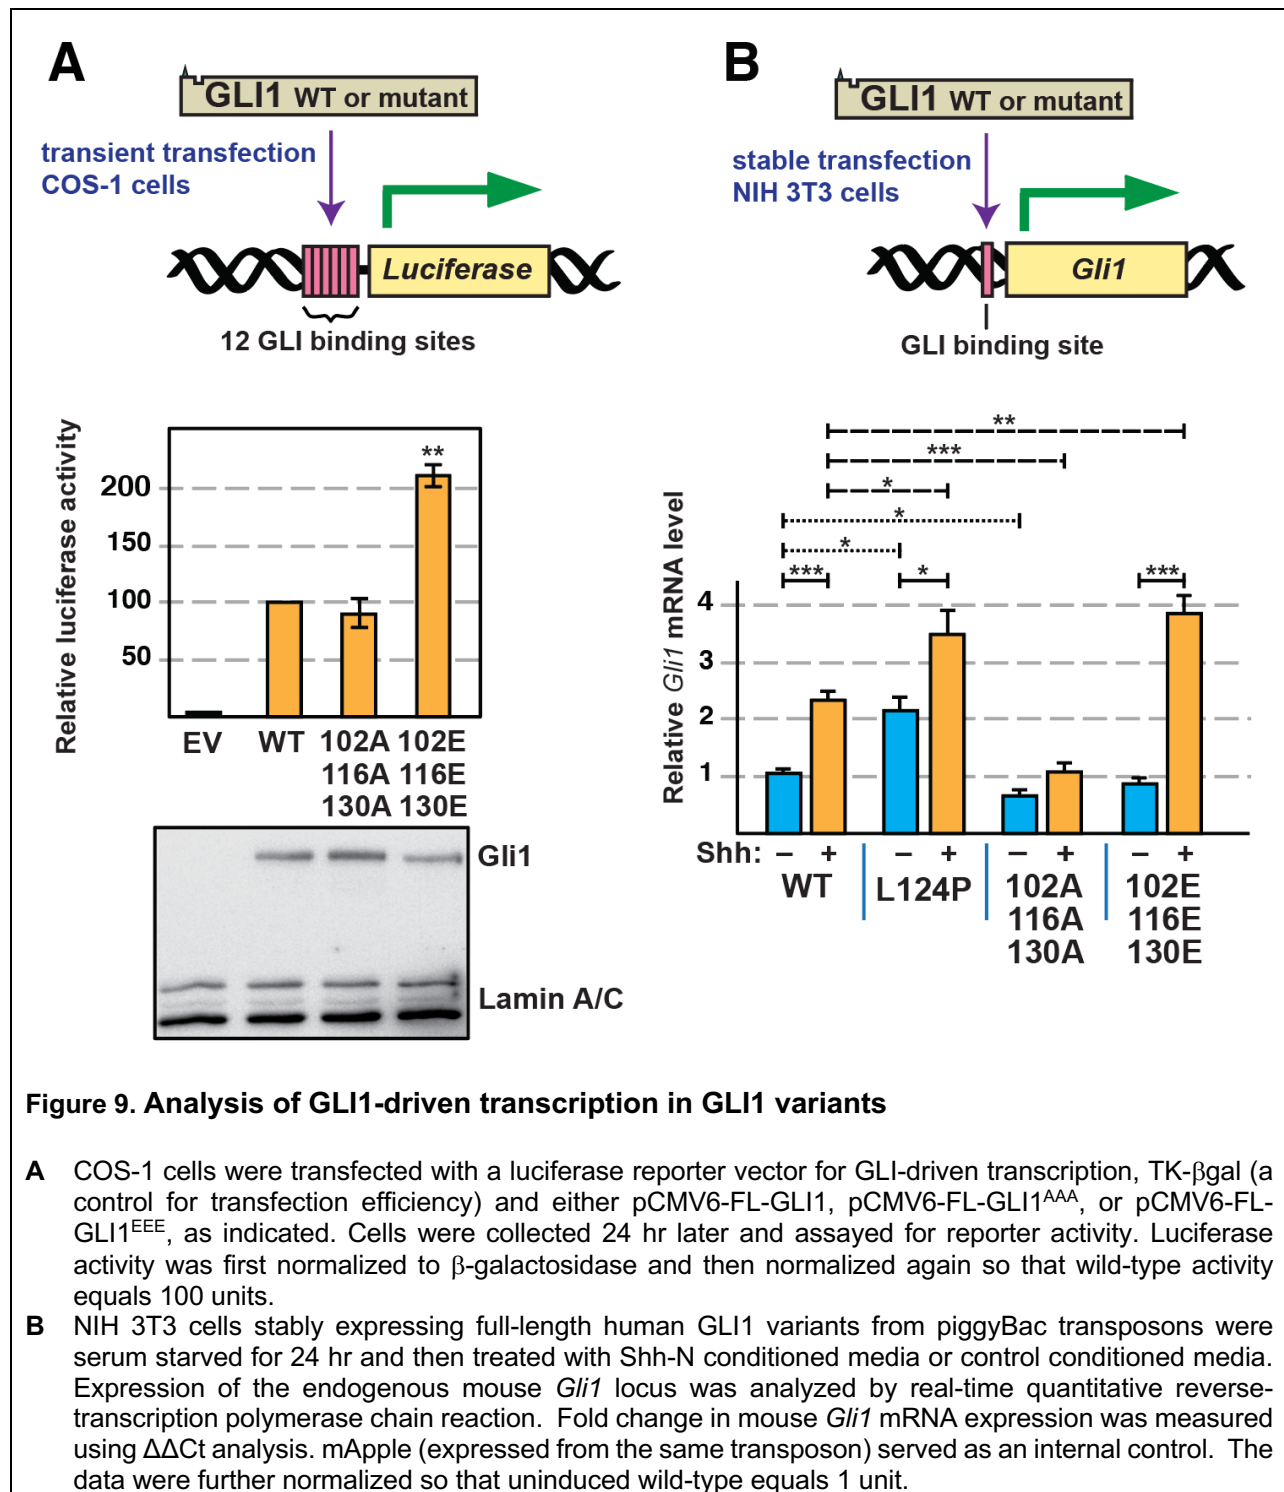 A
GLI1 WT or mutant
transient transfection
COS-1 cells
Luciferase
12 GLI binding sites
Relative luciferase activity
200
150
100
50
**
EV WT 102A 102E
116A 116E
130A 130E
Gli1
Lamin A/C
B
GLI1 WT or mutant
stable transfection
NIH 3T3 cells
Gli1
GLI binding site
**
***
*
*
*
*** * ***
Relative Gli1 mRNA level
4
3
2
1
Shh: – + – + – + – +
WT L124P 102A 102E
116A 116E
130A 130E
Figure 9. Analysis of GLI1-driven transcription in GLI1 variants
A COS-1 cells were transfected with a luciferase reporter vector for GLI-driven transcription, TK-βgal (a
control for transfection efficiency) and either pCMV6-FL-GLI1, pCMV6-FL-GLI1AAA, or pCMV6-FL-
GLI1EEE, as indicated. Cells were collected 24 hr later and assayed for reporter activity. Luciferase
activity was first normalized to β-galactosidase and then normalized again so that wild-type activity
equals 100 units.
B NIH 3T3 cells stably expressing full-length human GLI1 variants from piggyBac transposons were
serum starved for 24 hr and then treated with Shh-N conditioned media or control conditioned media.
Expression of the endogenous mouse Gli1 locus was analyzed by real-time quantitative reverse-
transcription polymerase chain reaction. Fold change in mouse Gli1 mRNA expression was measured
using ΔΔCt analysis. mApple (expressed from the same transposon) served as an internal control. The
data were further normalized so that uninduced wild-type equals 1 unit.